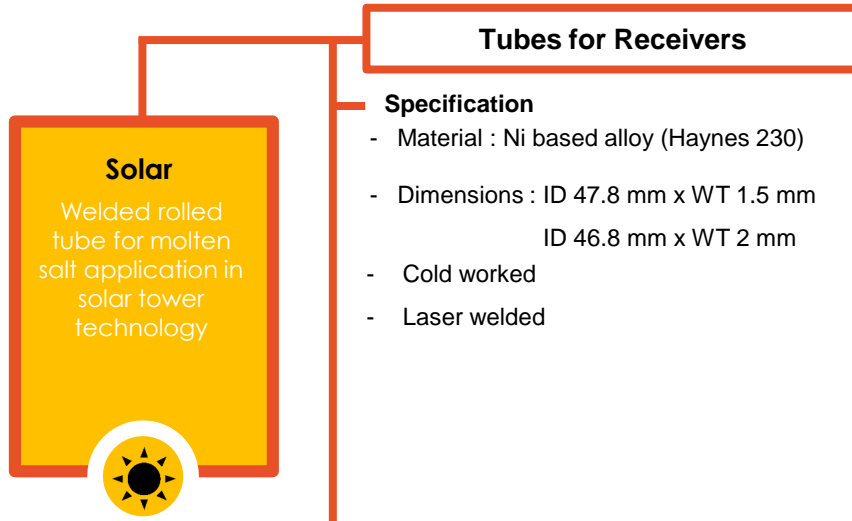 Tubes for Receivers
Solar
Welded rolled
tube for molten
salt application in
solar tower
technology
Specification
- Material : Ni based alloy (Haynes 230)
- Dimensions : ID 47.8 mm x WT 1.5 mm
ID 46.8 mm x WT 2 mm
- Cold worked
- Laser welded